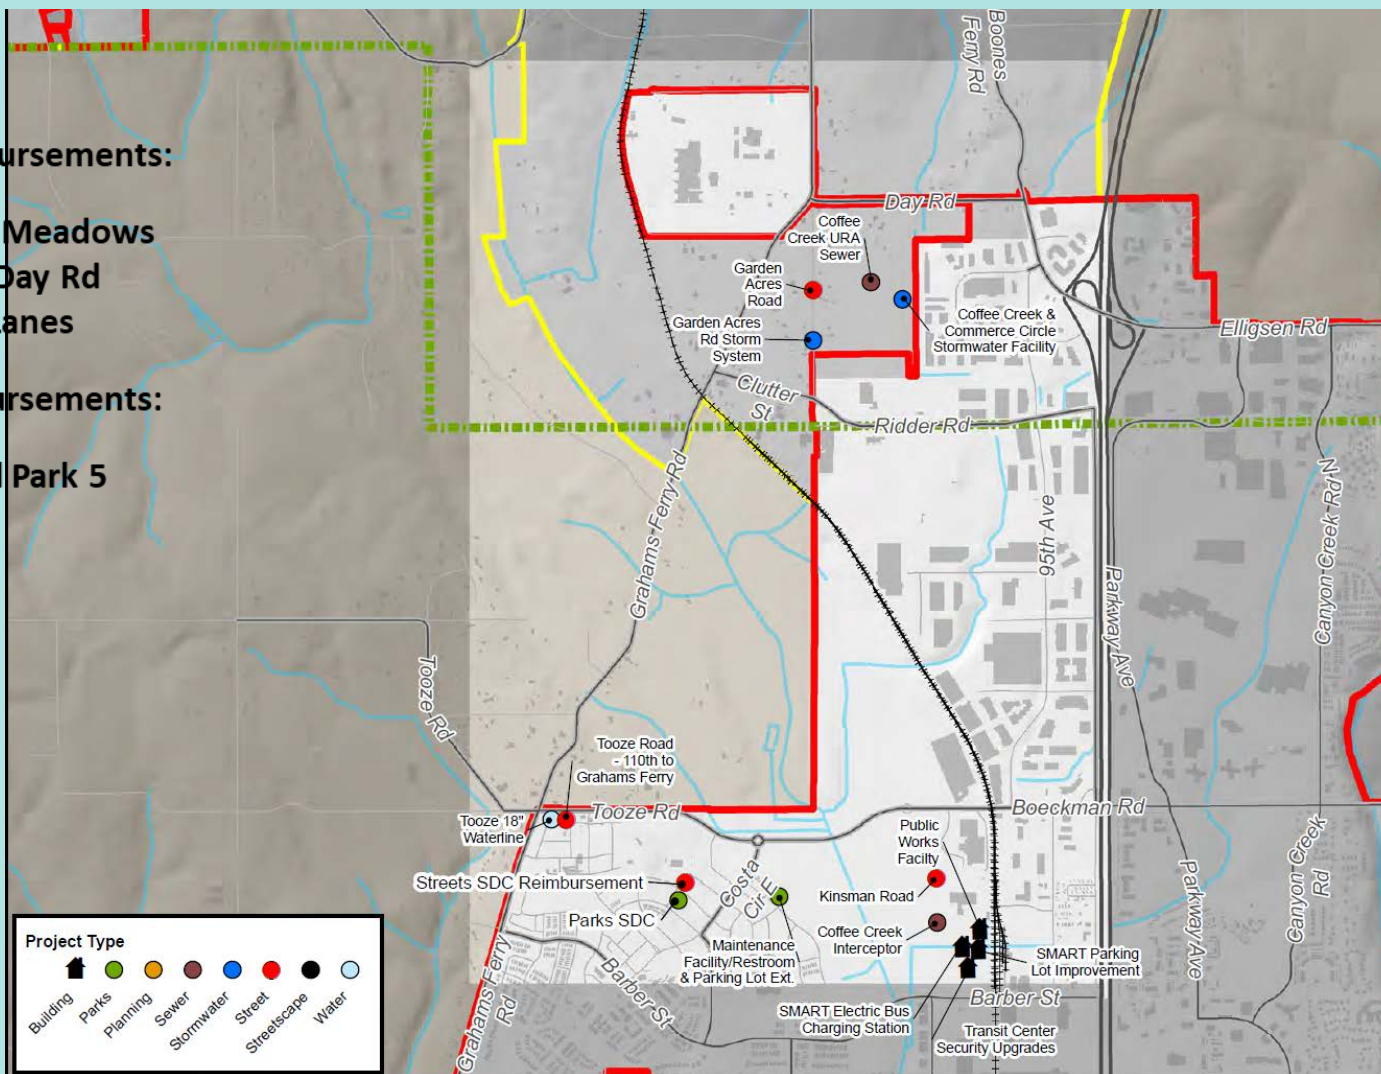 ursements:
Meadows
Day Rd
anes
ursements:
Park 5
Boones
Ferry Rd
Day Rd
Coffee
Creek URA
Sewer
Garden
Acres
Road
Garden Acres
Rd Storm
System
Coffee Creek &
Commerce Circle
Stormwater Facility
Elligsen Rd
Clutter
St
Ridder Rd
Grahams Ferry Rd
95th Ave
Parkway Ave
Canyon Creek Rd N
Tooze Rd
Tooze Road
- 110th to
Grahams Ferry
Tooze Rd
Boeckman Rd
Tooze 18"
Waterline
Public
Works
Facilty
Streets SDC Reimbursement
Costa
Cir E
Kinsman Road
Parks SDC
Parkway Ave
Canyon Creek
Rd
Maintenance
Facility/Restroom
& Parking Lot Ext.
Coffee Creek
Interceptor
SMART Parking
Lot Improvement
Grahams Ferry
Rd
Barber St
Barber St
SMART Electric Bus
Charging Station
Transit Center
Security Upgrades
Project Type
Building
Parks
Planning
Sewer
Stormwater
Street
Streetscape
Water